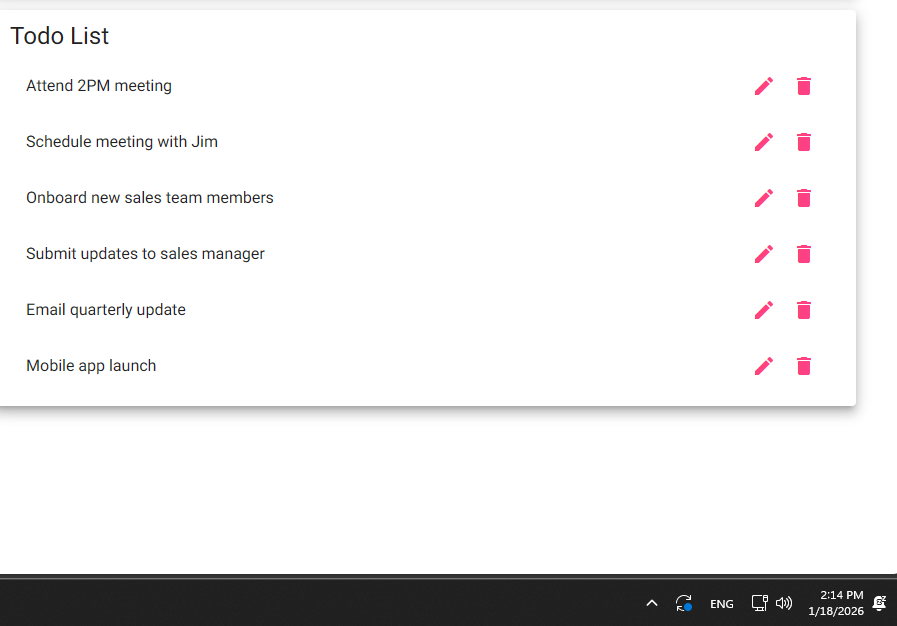 Todo List
Attend 2PM meeting
Schedule meeting with Jim
Onboard new sales team members
Submit updates to sales manager
Email quarterly update
Mobile app launch
ENG
2:14 PM
1/18/2026